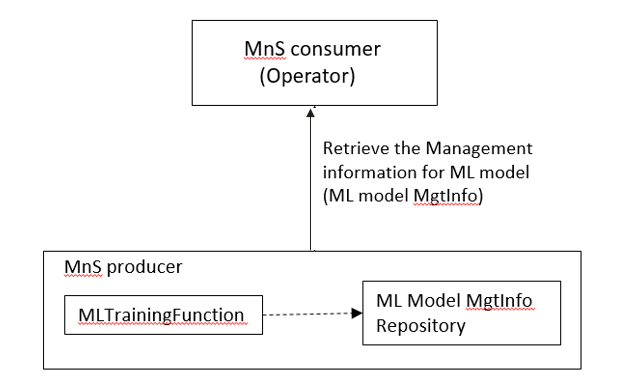 MnS consumer
(Operator)
Retrieve the Management
information for ML model
(ML model MgtInfo)
MnS producer
MLTrainingFunction
ML Model MgtInfo
Repository